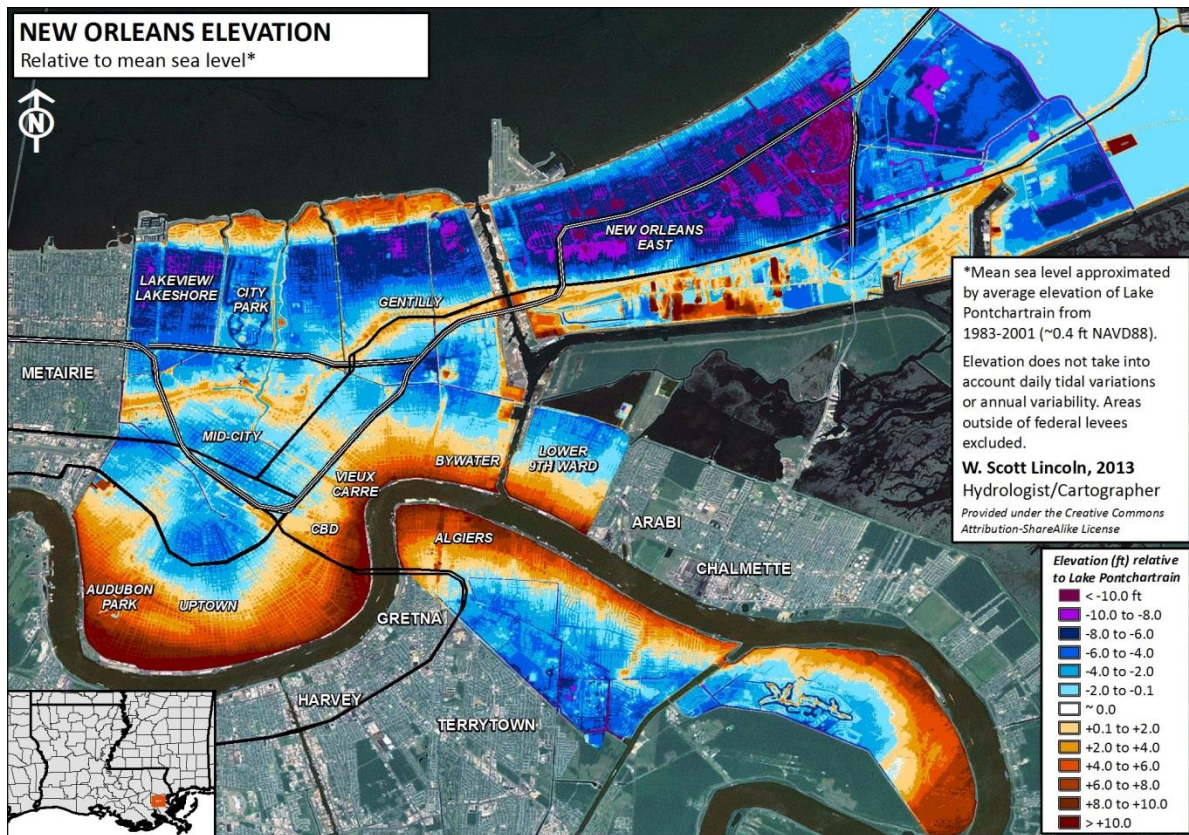 NEW ORLEANS ELEVATION
Relative to mean sea level*
N
NEW ORLEANS
EAST
LAKEVIEW/
LAKESHORE
CITY
PARK
GENTILLY
METAIRIE
MID-CITY
VIEUX
CARRE
BYWATER
LOWER
9TH WARD
CBD
ARABI
ALGIERS
CHALMETTE
AUDUBON
PARK
UPTOWN
GRETNA
HARVEY
TERRYTOWN
*Mean sea level approximated
by average elevation of Lake
Pontchartrain from
1983-2001 (~0.4 ft NAVD88).
Elevation does not take into
account daily tidal variations
or annual variability. Areas
outside of federal levees
excluded.
W. Scott Lincoln, 2013
Hydrologist/Cartographer
Provided under the Creative Commons
Attribution-ShareAlike License
Elevation (ft) relative
to Lake Pontchartrain
< -10.0 ft
-10.0 to -8.0
-8.0 to -6.0
-6.0 to -4.0
-4.0 to -2.0
-2.0 to -0.1
~ 0.0
+0.1 to +2.0
+2.0 to +4.0
+4.0 to +6.0
+6.0 to +8.0
+8.0 to +10.0
> +10.0